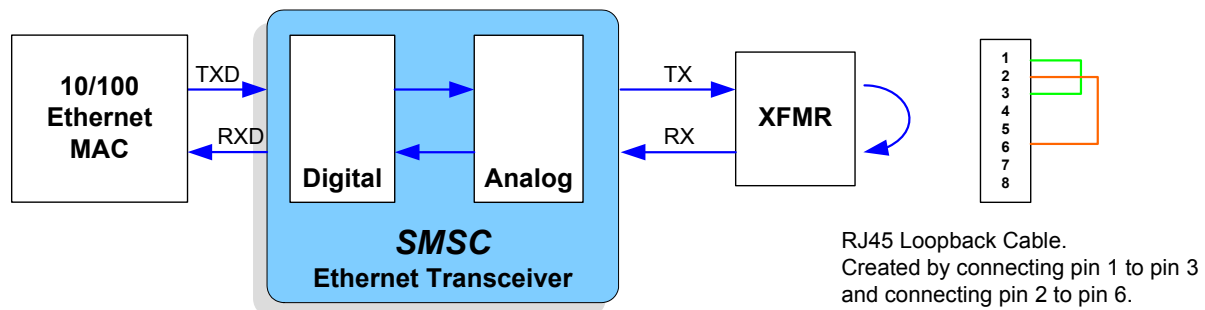 10/100
Ethernet
MAC
TXD
RXD
Digital
Analog
SMSC
Ethernet Transceiver
TX
RX
XFMR
1
2
3
4
5
6
7
8
RJ45 Loopback Cable.
Created by connecting pin 1 to pin 3
and connecting pin 2 to pin 6.